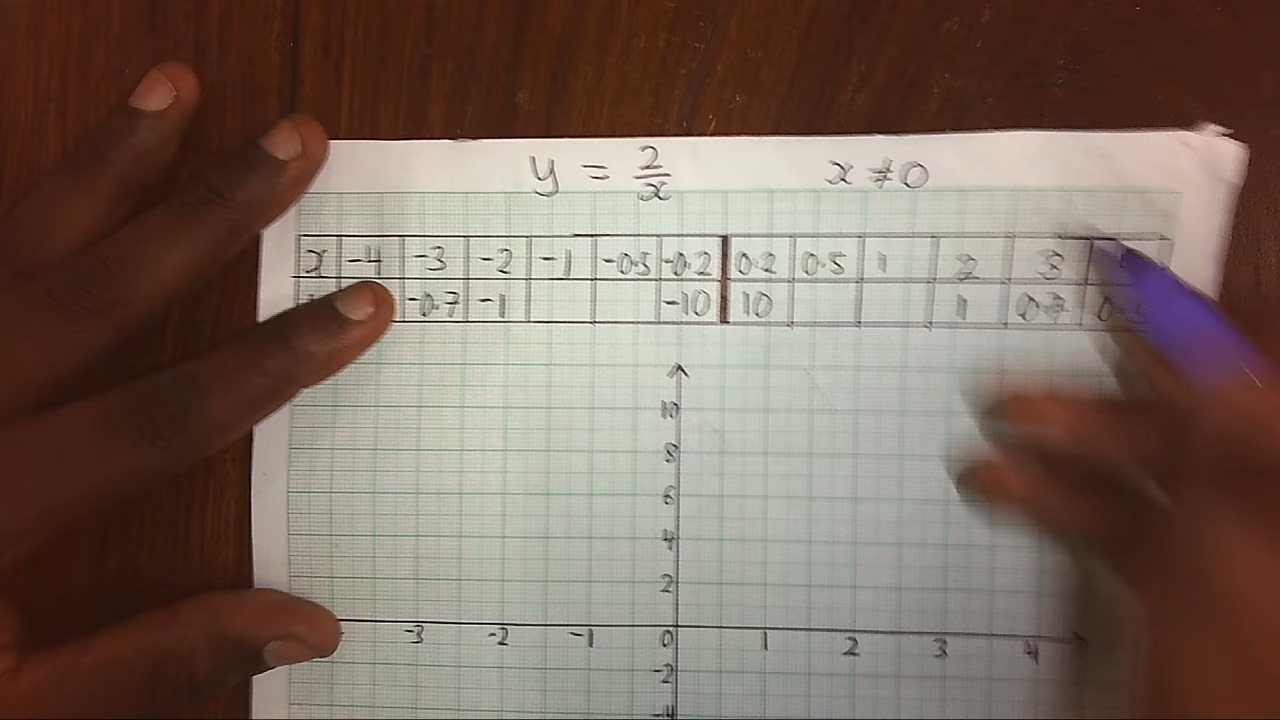 y = 2/x x ≠ 0
x -4 -3 -2 -1 -0.5 -0.2 0.2 0.5 1 2 3
-0.7 -1 -10 10 1 0.7
10
8
6
4
2
-3 -2 -1 0 1 2 3 4
-2
-4